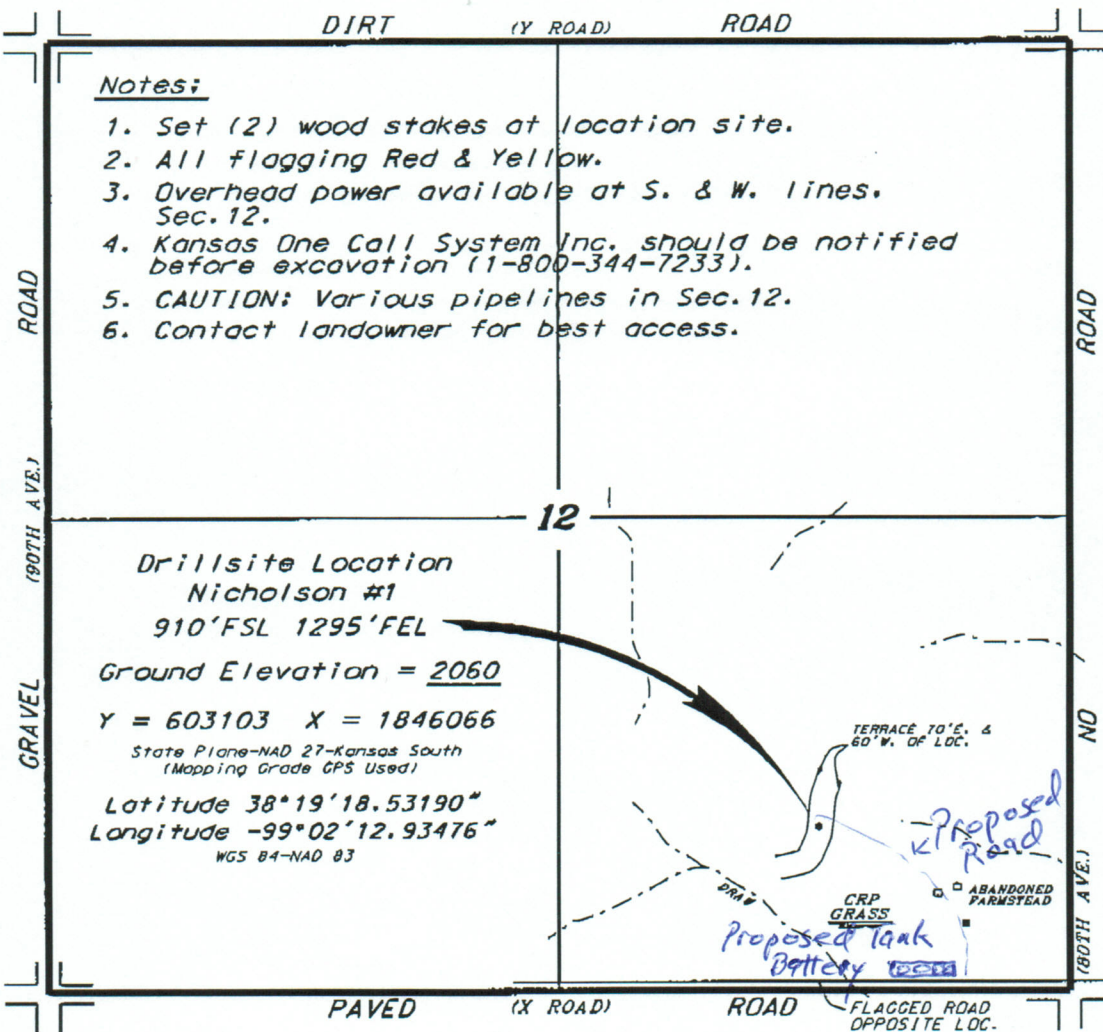 DIRT (Y ROAD) ROAD
Notes:
1. Set (2) wood stakes at location site.
2. All flagging Red & Yellow.
3. Overhead power available at S. & W. lines.
Sec. 12.
4. Kansas One Call System Inc. should be notified
before excavation (1-800-344-7233).
5. CAUTION: Various pipelines in Sec. 12.
6. Contact landowner for best access.
GRAVEL (90TH AVE.) ROAD
12
Drillsite Location
Nicholson #1
910'FSL 1295'FEL
Ground Elevation = 2060
Y = 603103 X = 1846066
State Plane-NAD 27-Kansas South
(Mapping Grade GPS Used)
Latitude 38°19'18.53190"
Longitude -99°02'12.93476"
WGS 84-NAD 83
TERRACE 70'E. &
60'W. OF LOC.
Proposed
Road
ABANDONED
FARMSTEAD
DRAW
CRP
GRASS
Proposed Tank
Battery
NO (80TH AVE.) ROAD
PAVED (X ROAD) ROAD
FLAGGED ROAD
OPPOSITE LOC.